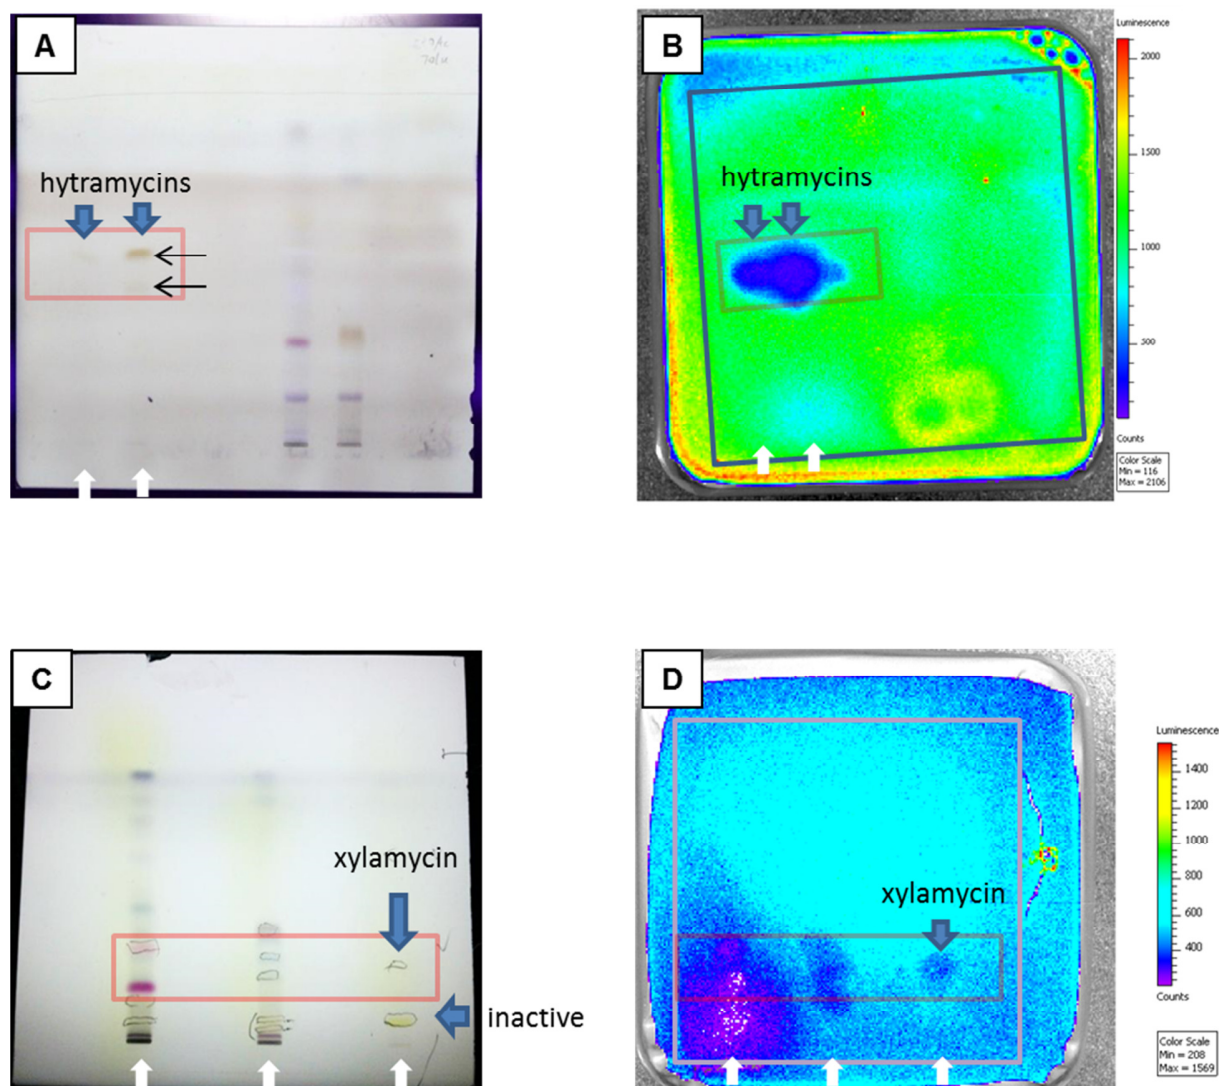 A
B
Luminescence
2000
1500
1000
500
hytramycins
hytramycins
Counts
Color Scale
Min = 116
Max = 2106
C
D
Luminescence
1400
1200
1000
800
600
400
xylamycin
xylamycin
inactive
Counts
Color Scale
Min = 208
Max = 1569